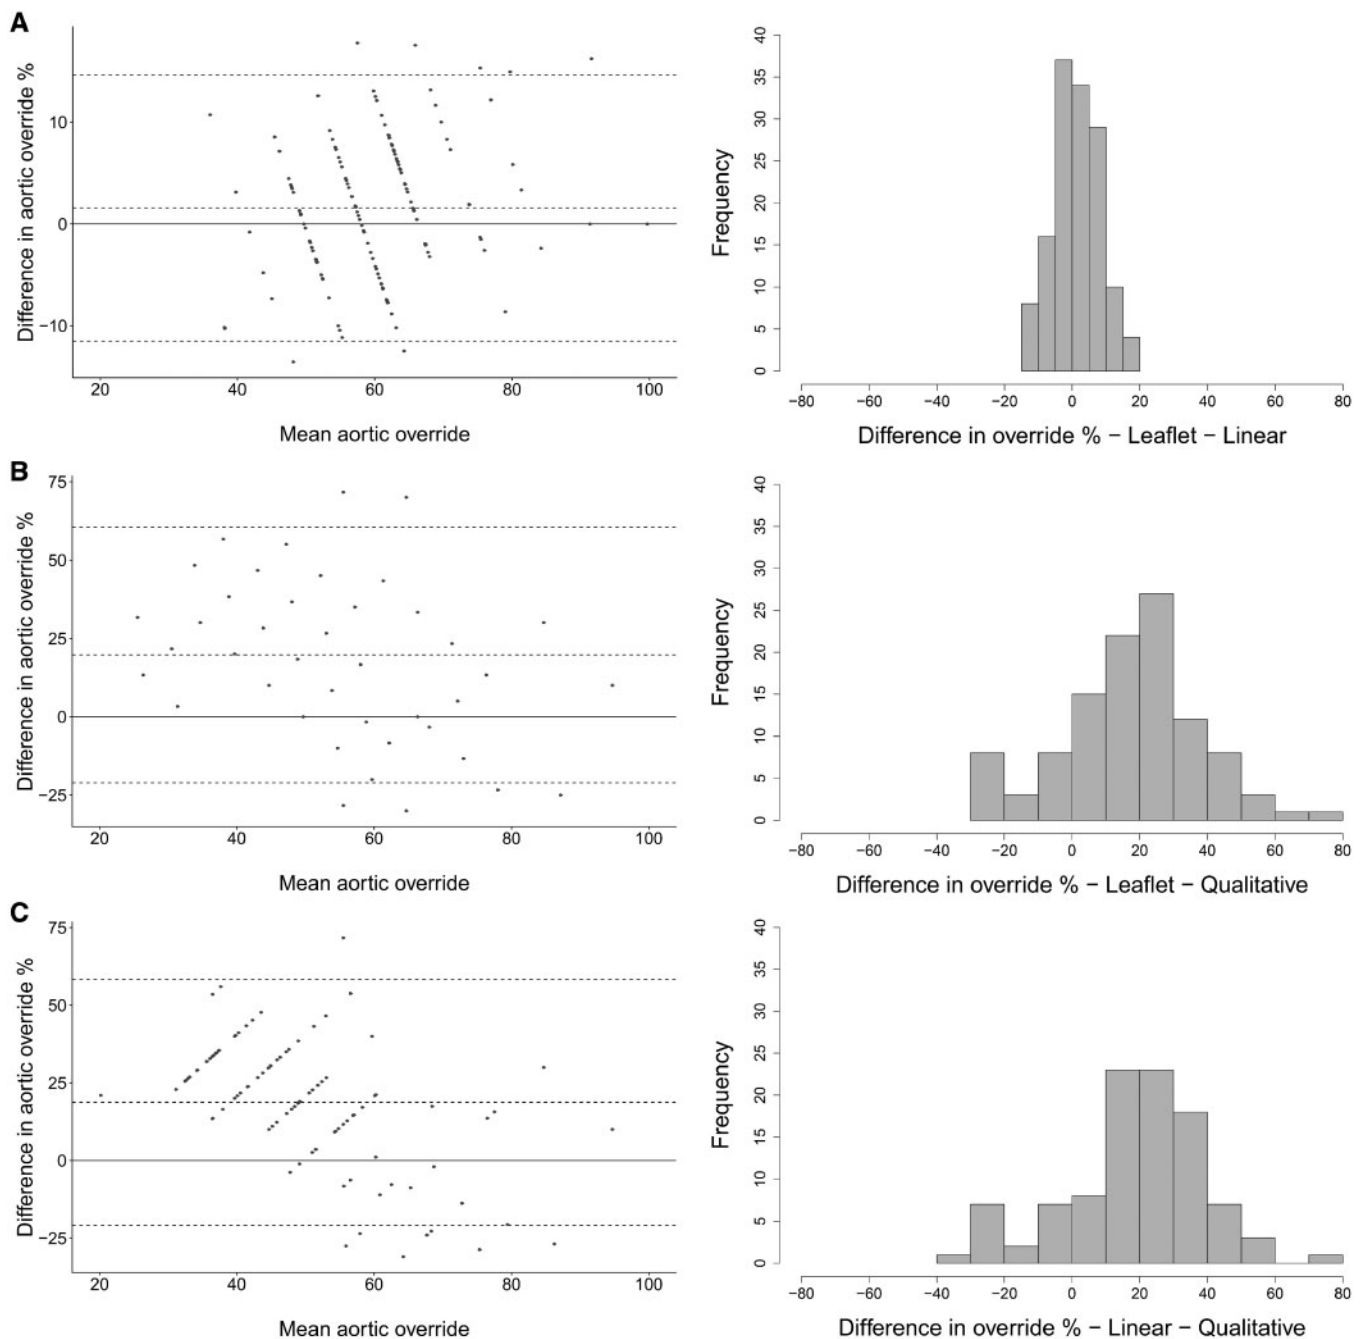 A
Difference in aortic override %
10
0
−10
20 40 60 80 100
Mean aortic override
Frequency
40
35
30
25
20
15
10
5
0
−80 −60 −40 −20 0 20 40 60 80
Difference in override % − Leaflet − Linear
B
Difference in aortic override %
75
50
25
0
−25
20 40 60 80 100
Mean aortic override
Frequency
40
35
30
25
20
15
10
5
0
−80 −60 −40 −20 0 20 40 60 80
Difference in override % − Leaflet − Qualitative
C
Difference in aortic override %
75
50
25
0
−25
20 40 60 80 100
Mean aortic override
Frequency
40
35
30
25
20
15
10
5
0
−80 −60 −40 −20 0 20 40 60 80
Difference in override % − Linear − Qualitative